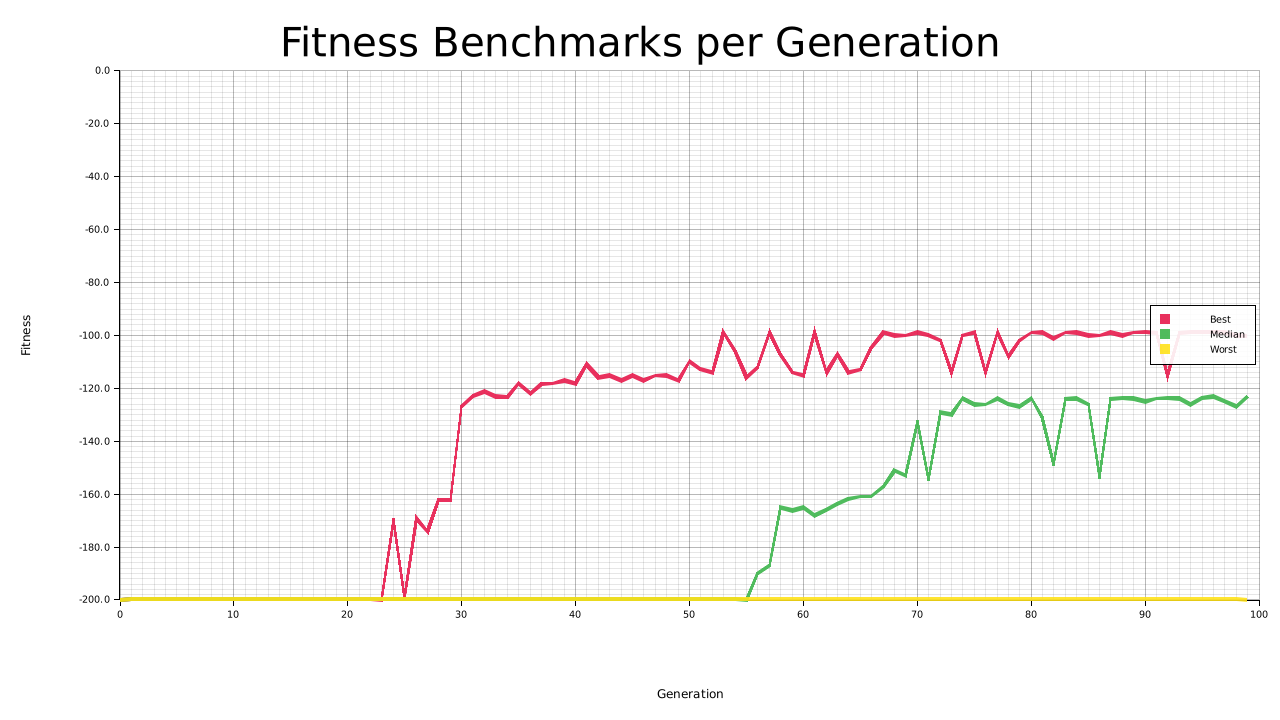 Fitness Benchmarks per Generation
0.0
-20.0
-40.0
-60.0
-80.0
-100.0
-120.0
-140.0
-160.0
-180.0
-200.0
Fitness
Best
Median
Worst
0 10 20 30 40 50 60 70 80 90 100
Generation